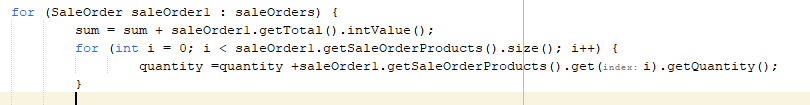 for (SaleOrder saleOrder1 : saleOrders) {
sum = sum + saleOrder1.getTotal().intValue();
for (int i = 0; i < saleOrder1.getSaleOrderProducts().size(); i++) {
quantity =quantity +saleOrder1.getSaleOrderProducts().get(index: i).getQuantity();
}